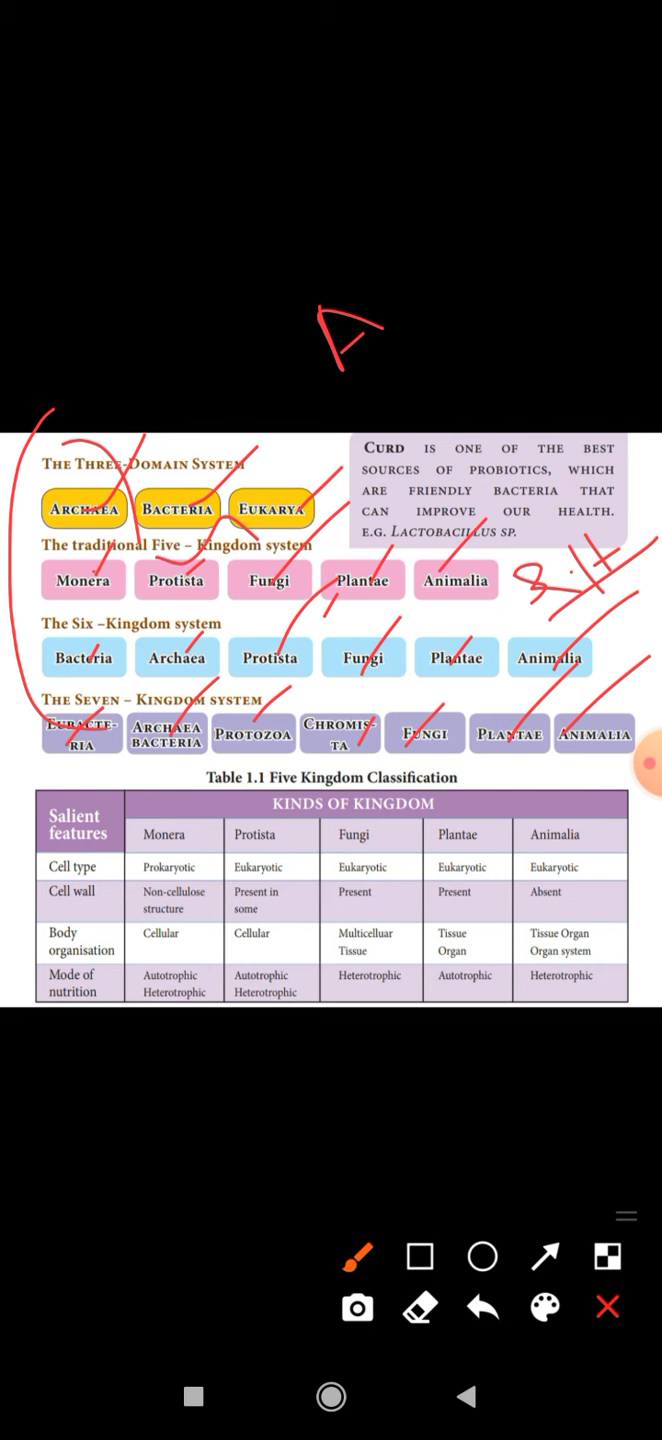 A
THE THREE-DOMAIN SYSTEM
ARCHAEA BACTERIA EUKARYA
CURD IS ONE OF THE BEST
SOURCES OF PROBIOTICS, WHICH
ARE FRIENDLY BACTERIA THAT
CAN IMPROVE OUR HEALTH.
E.G. LACTOBACILLUS SP.
The traditional Five – Kingdom system
Monera Protista Fungi Plantae Animalia
The Six –Kingdom system
Bacteria Archaea Protista Fungi Plantae Animalia
THE SEVEN – KINGDOM SYSTEM
EUBACTE-
RIA
ARCHAEA
BACTERIA
PROTOZOA
CHROMIS-
TA
FUNGI
PLANTAE
ANIMALIA
Table 1.1 Five Kingdom Classification
Salient
features
KINDS OF KINGDOM
Monera Protista Fungi Plantae Animalia
Cell type Prokaryotic Eukaryotic Eukaryotic Eukaryotic Eukaryotic
Cell wall Non-cellulose Present in Present Present Absent
structure some
Body Cellular Cellular Multicelluar Tissue Tissue Organ
organisation Tissue Organ Organ system
Mode of Autotrophic Autotrophic Heterotrophic Autotrophic Heterotrophic
nutrition Heterotrophic Heterotrophic